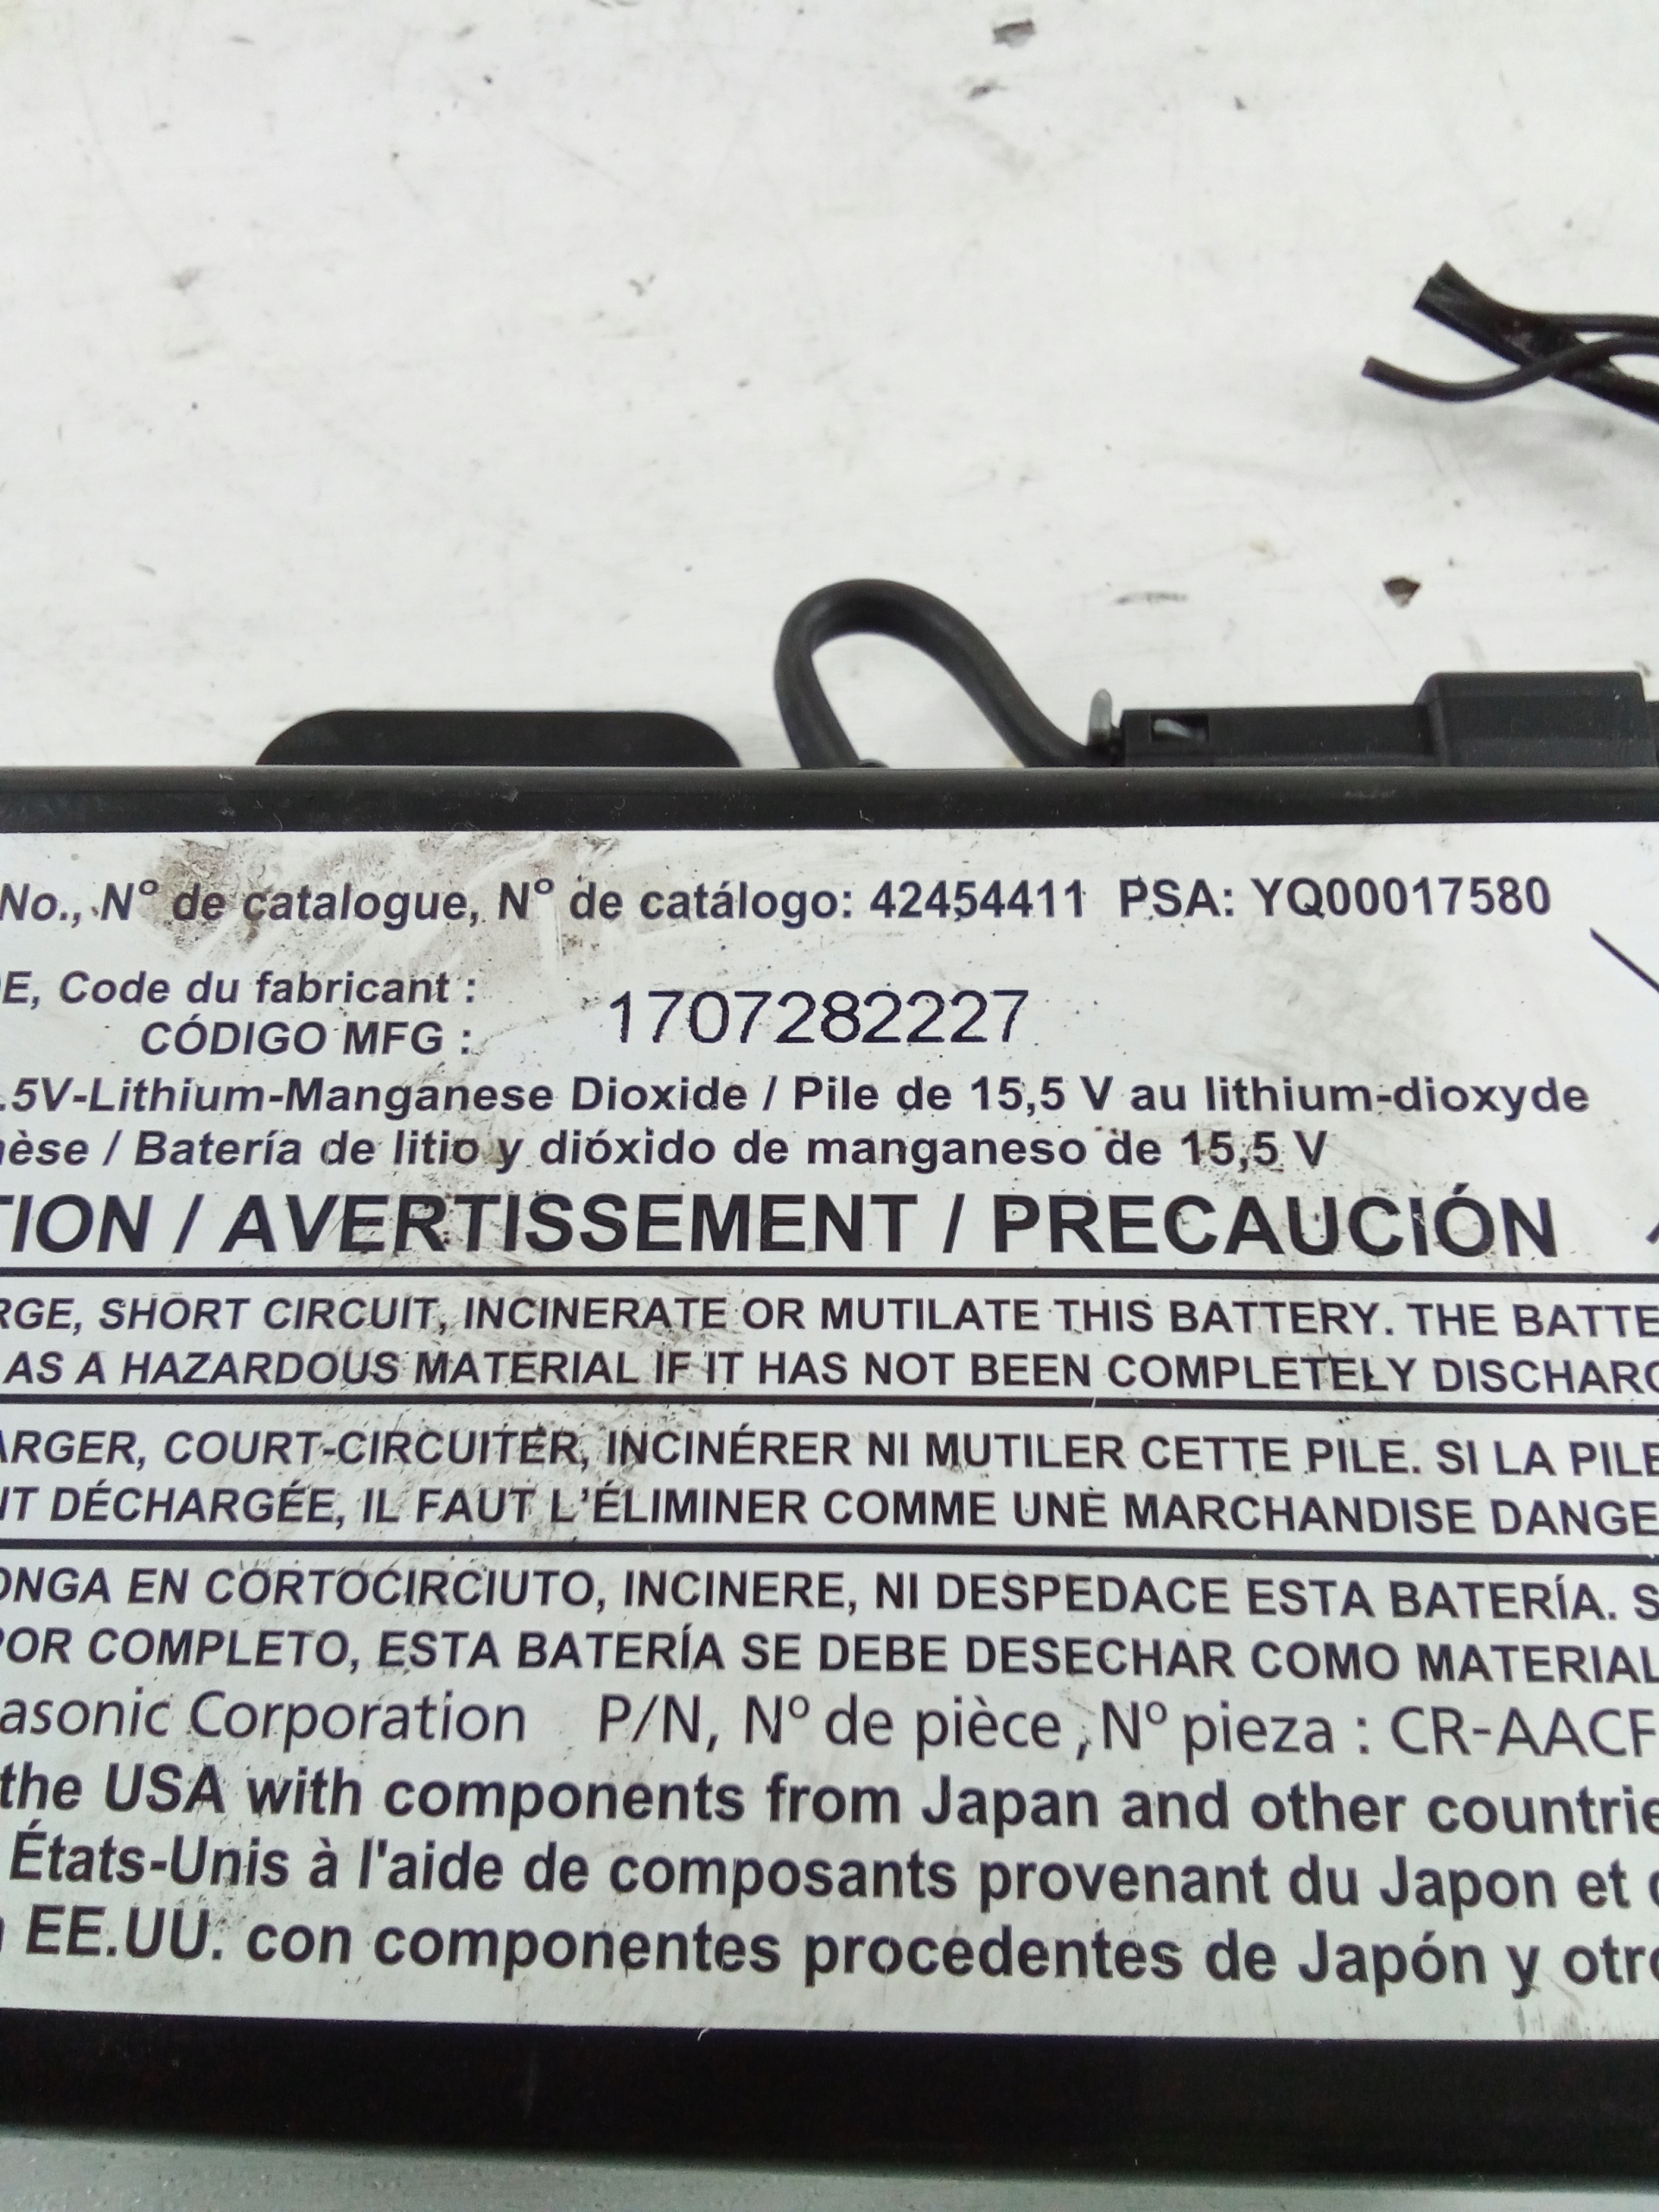 No., N° de catalogue, N° de catálogo: 42454411 PSA: YQ00017580
E, Code du fabricant :
CÓDIGO MFG :
1707282227
.5V-Lithium-Manganese Dioxide / Pile de 15,5 V au lithium-dioxyde
èse / Batería de litio y dióxido de manganeso de 15,5 V
TION / AVERTISSEMENT / PRECAUCIÓN
RGE, SHORT CIRCUIT, INCINERATE OR MUTILATE THIS BATTERY. THE BATTE
AS A HAZARDOUS MATERIAL IF IT HAS NOT BEEN COMPLETELY DISCHARG
ARGER, COURT-CIRCUITER, INCINÉRER NI MUTILER CETTE PILE. SI LA PILE
NT DÉCHARGÉE, IL FAUT L'ÉLIMINER COMME UNE MARCHANDISE DANGE
ONGA EN CORTOCIRCIUTO, INCINERE, NI DESPEDACE ESTA BATERÍA. S
POR COMPLETO, ESTA BATERÍA SE DEBE DESECHAR COMO MATERIAL
asonic Corporation P/N, N° de pièce, N° pieza : CR-AACF
the USA with components from Japan and other countrie
États-Unis à l'aide de composants provenant du Japon et
EE.UU. con componentes procedentes de Japón y otro